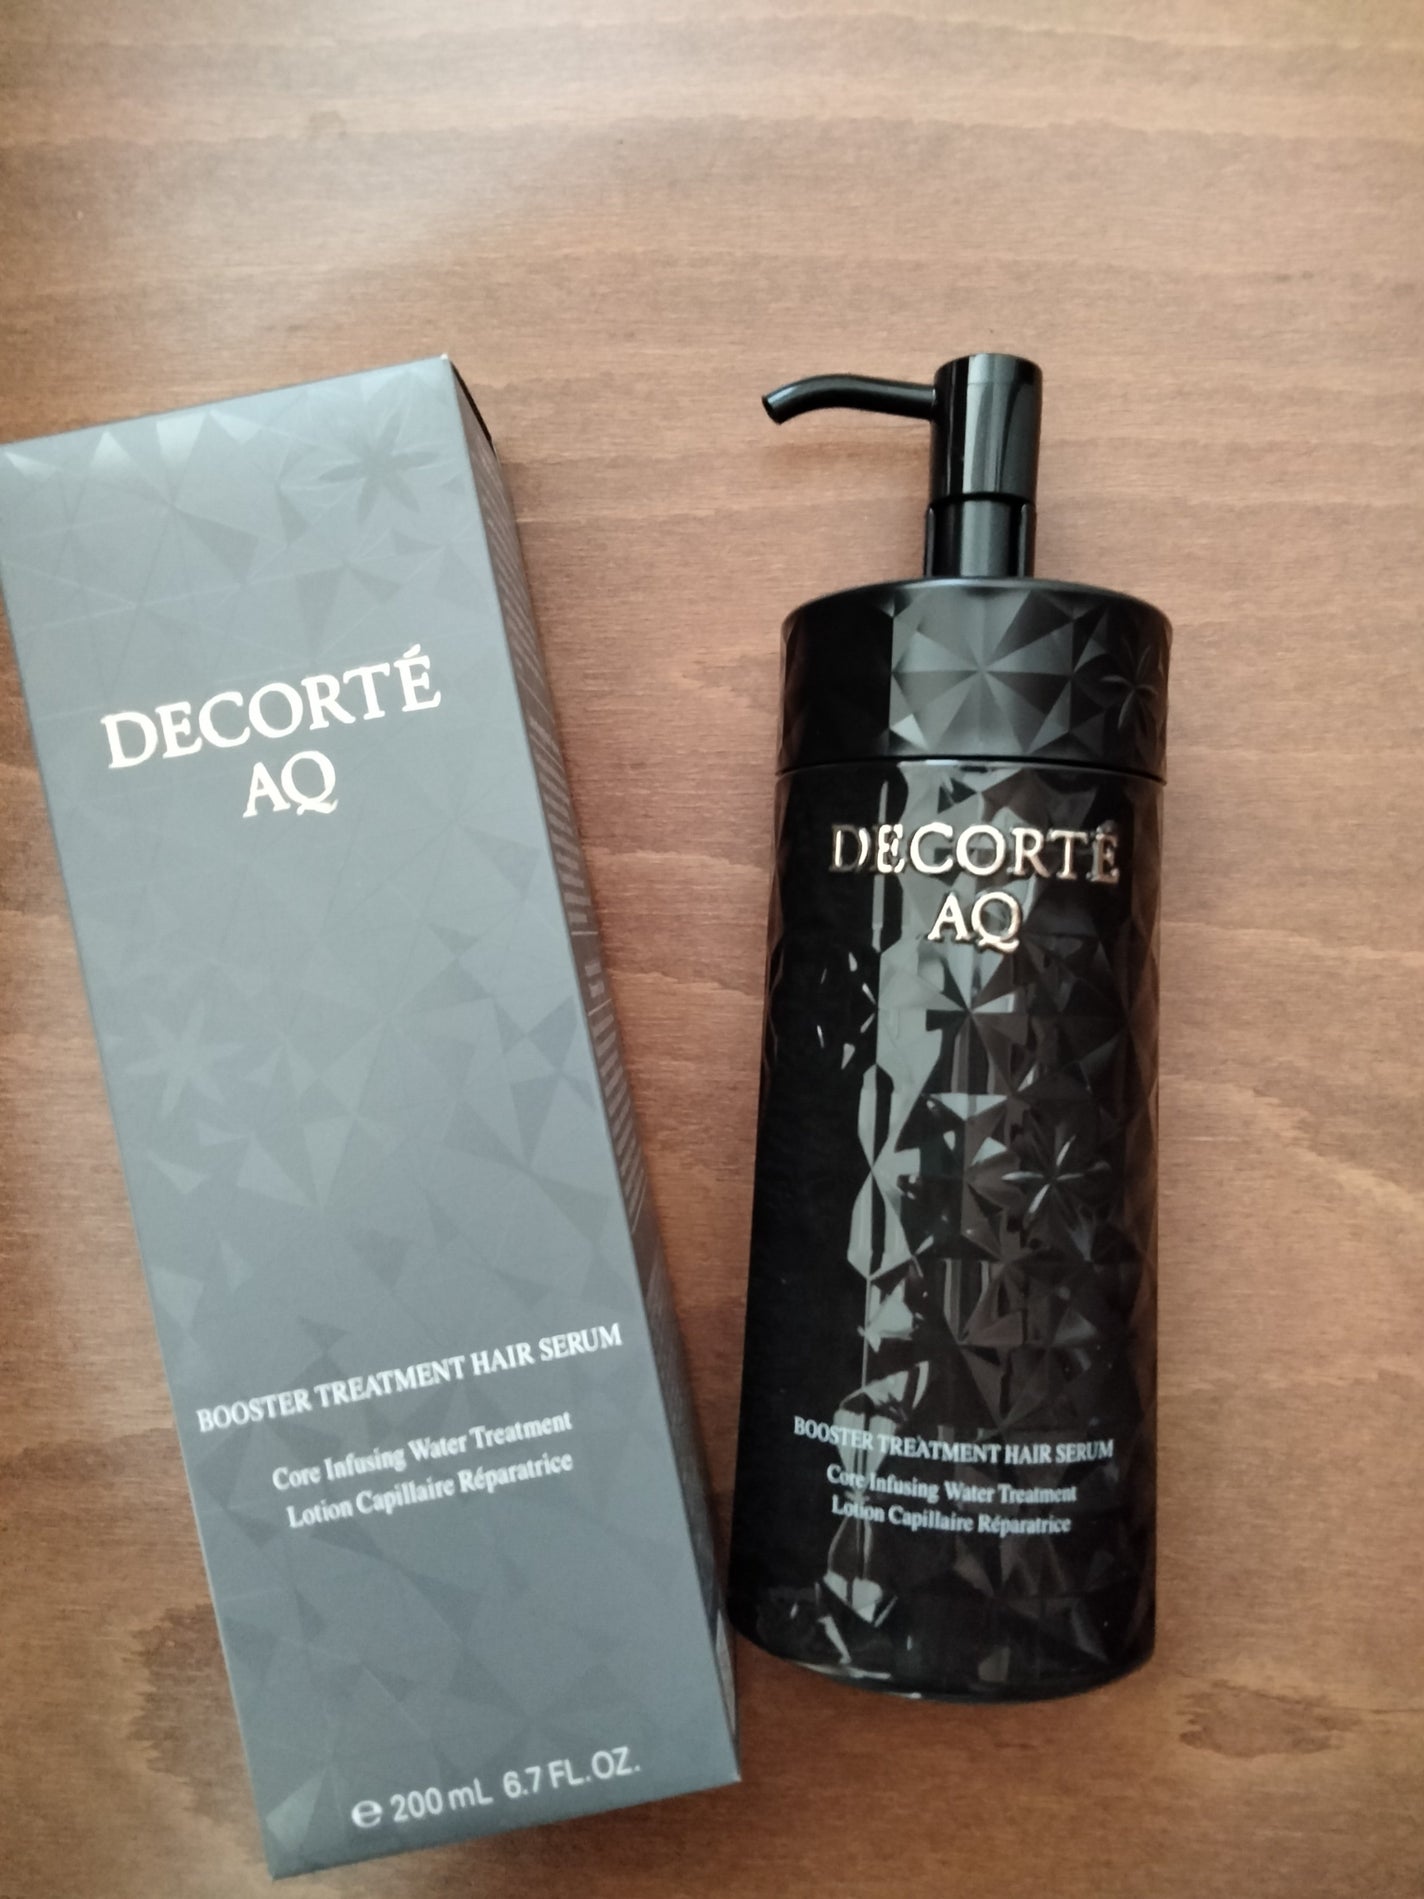 DECORTÉ
AQ
BOOSTER TREATMENT HAIR SERUM
Core Infusing Water Treatment
Lotion Capillaire Réparatrice
℮ 200 mL 6.7 FL. OZ.
DECORTÉ
AQ
BOOSTER TREATMENT HAIR SERUM
Core Infusing Water Treatment
Lotion Capillaire Réparatrice